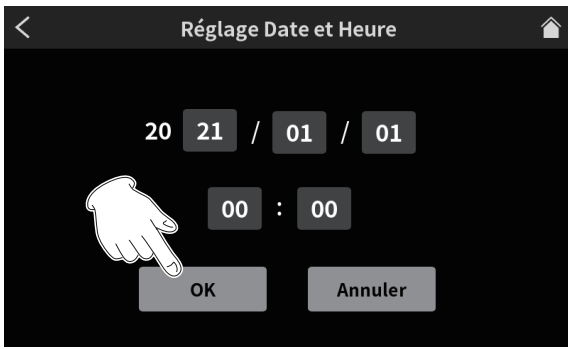 Réglage Date et Heure
20 21 / 01 / 01
00 : 00
OK Annuler